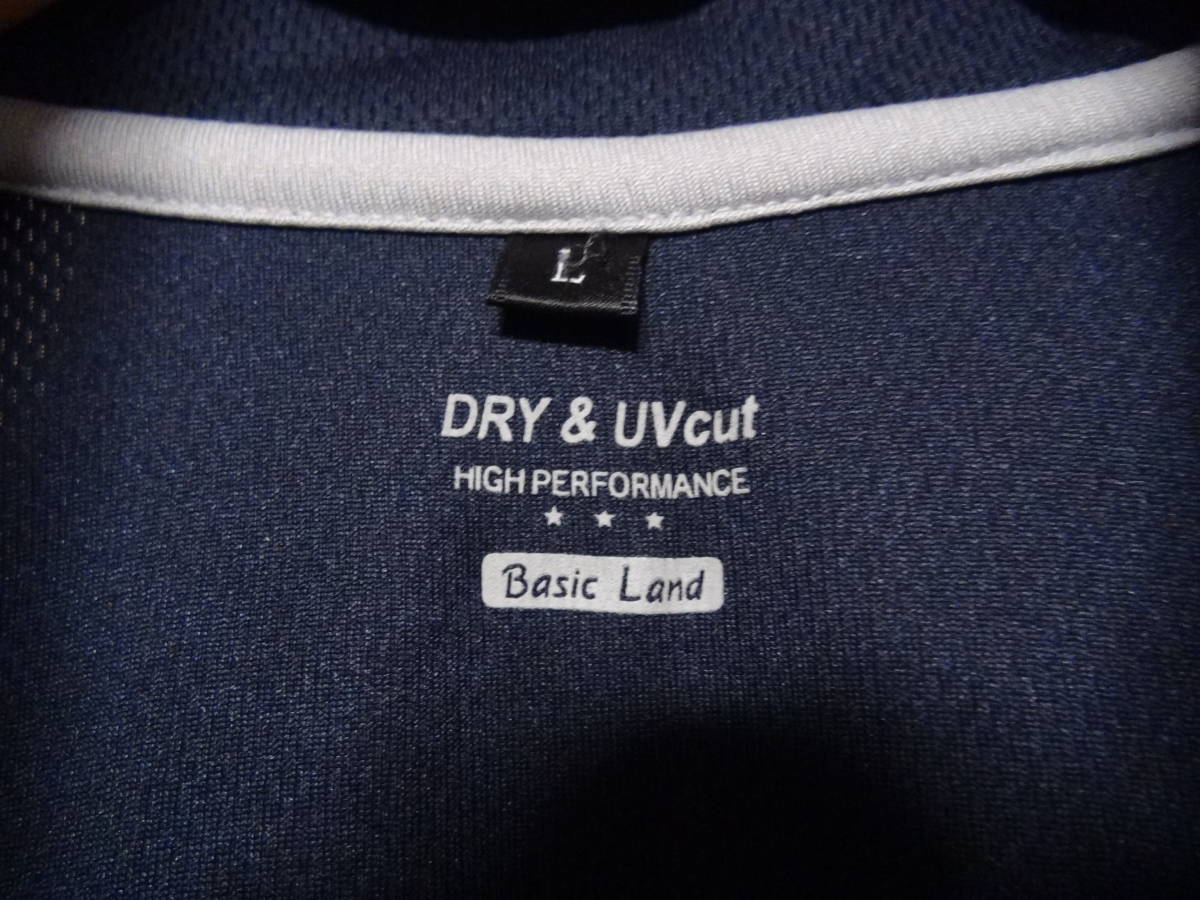 L
DRY & UVcut
HIGH PERFORMANCE
Basic Land